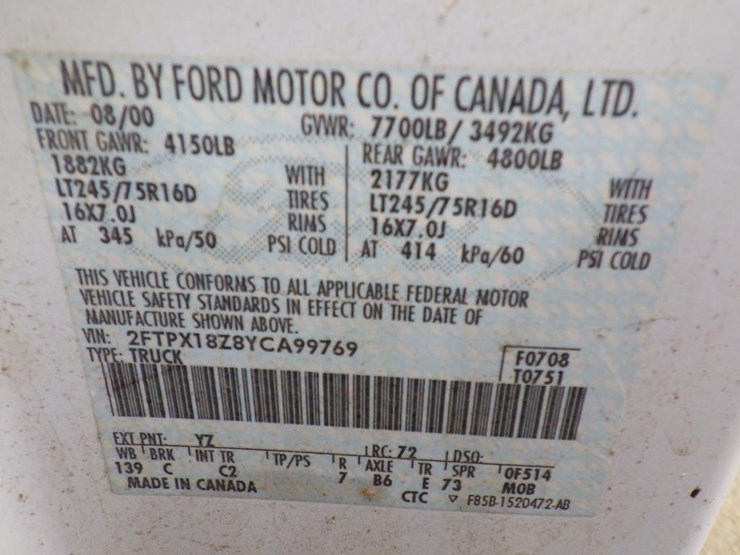 MFD. BY FORD MOTOR CO. OF CANADA, LTD.
DATE: 08/00 GVWR: 7700LB/ 3492KG
FRONT GAWR: 4150LB REAR GAWR: 4800LB
1882KG WITH 2177KG WITH
LT245/75R16D TIRES LT245/75R16D TIRES
16X7.0J RIMS 16X7.0J RIMS
AT 345 kPa/50 PSI COLD AT 414 kPa/60 PSI COLD
THIS VEHICLE CONFORMS TO ALL APPLICABLE FEDERAL MOTOR
VEHICLE SAFETY STANDARDS IN EFFECT ON THE DATE OF
MANUFACTURE SHOWN ABOVE.
VIN: 2FTPX18Z8YCA99769 F0708
TYPE: TRUCK T0751
EXT PNT: YZ RC: 72 DSO:
WB BRK INT TR TP/PS R AXLE TR SPR 0F514
139 C C2 7 B6 E 73 MOB
MADE IN CANADA CTC ▽ F85B-1520472-AB